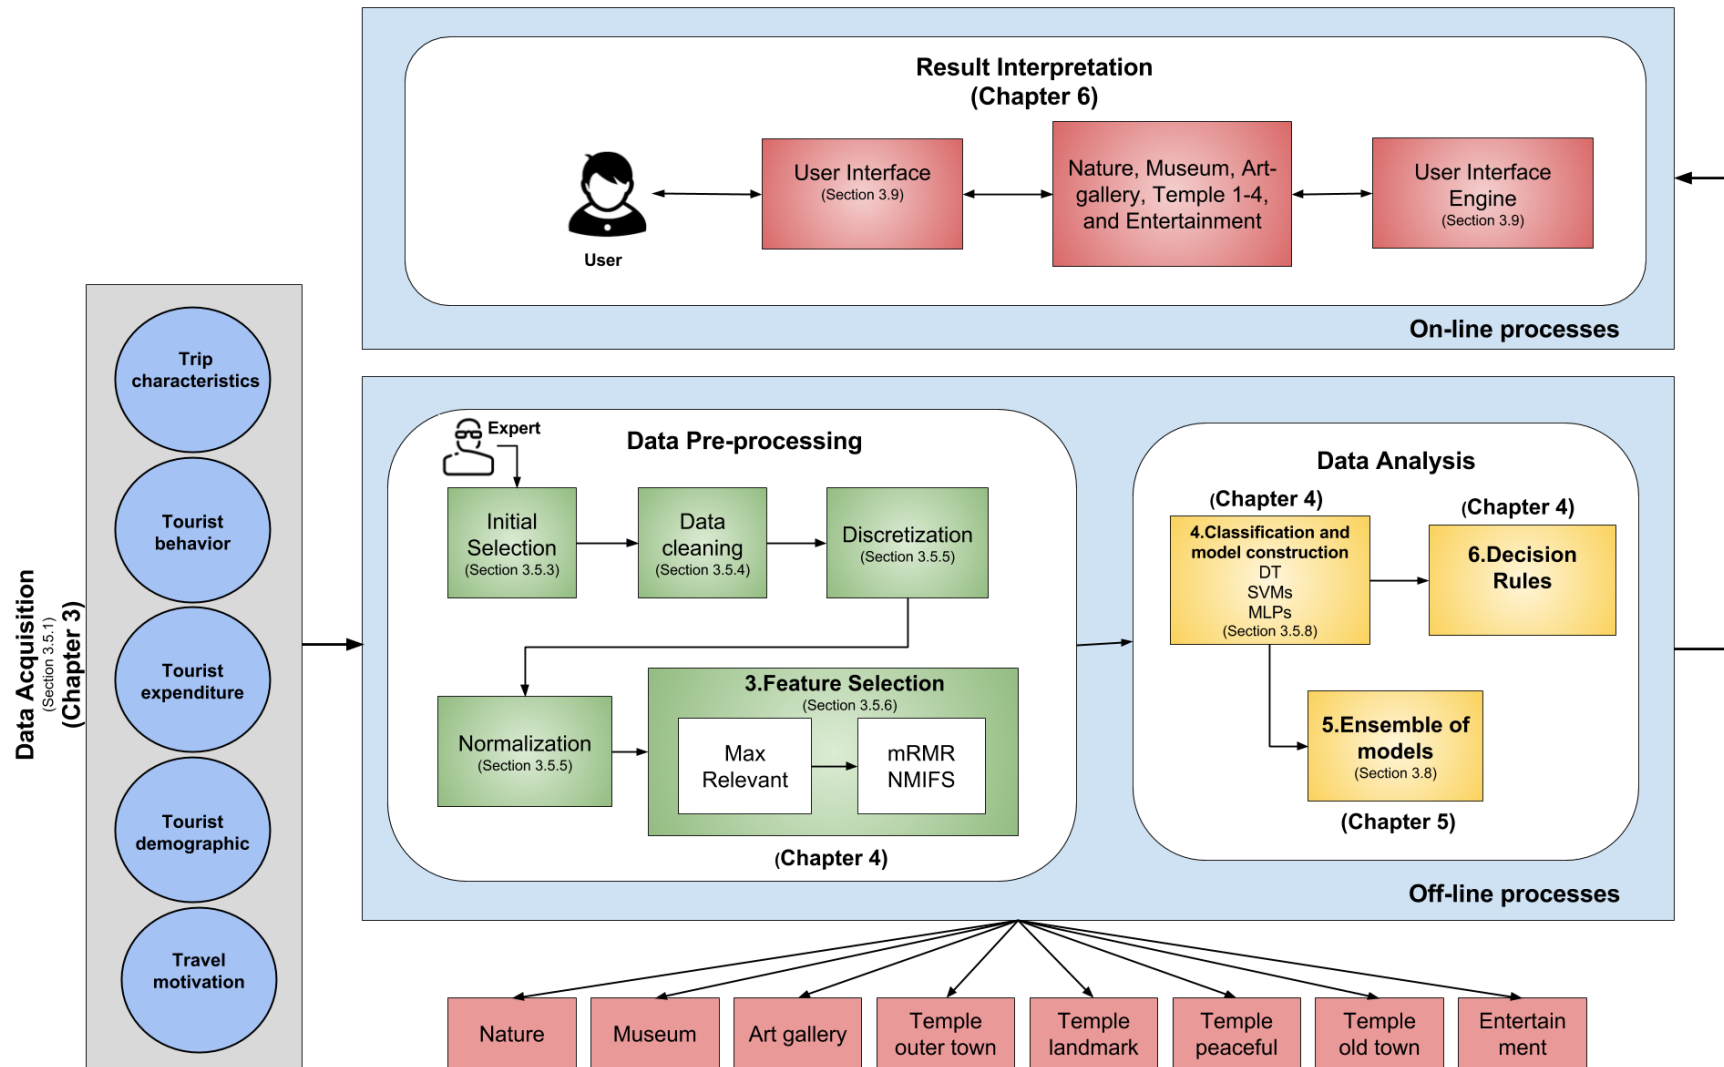 Result Interpretation
(Chapter 6)
User Interface
(Section 3.9)
Nature, Museum, Art-
gallery, Temple 1-4,
and Entertainment
User Interface
Engine
(Section 3.9)
User
On-line processes
Data Acquisition
(Section 3.5.1)
(Chapter 3)
Trip
characteristics
Tourist
behavior
Tourist
expenditure
Tourist
demographic
Travel
motivation
Expert
Data Pre-processing
Initial
Selection
(Section 3.5.3)
Data
cleaning
(Section 3.5.4)
Discretization
(Section 3.5.5)
Normalization
(Section 3.5.5)
3.Feature Selection
(Section 3.5.6)
Max
Relevant
mRMR
NMIFS
(Chapter 4)
Data Analysis
(Chapter 4)
4.Classification and
model construction
DT
SVMs
MLPs
(Section 3.5.8)
(Chapter 4)
6.Decision
Rules
5.Ensemble of
models
(Section 3.8)
(Chapter 5)
Off-line processes
Nature
Museum
Art gallery
Temple
outer town
Temple
landmark
Temple
peaceful
Temple
old town
Entertain
ment